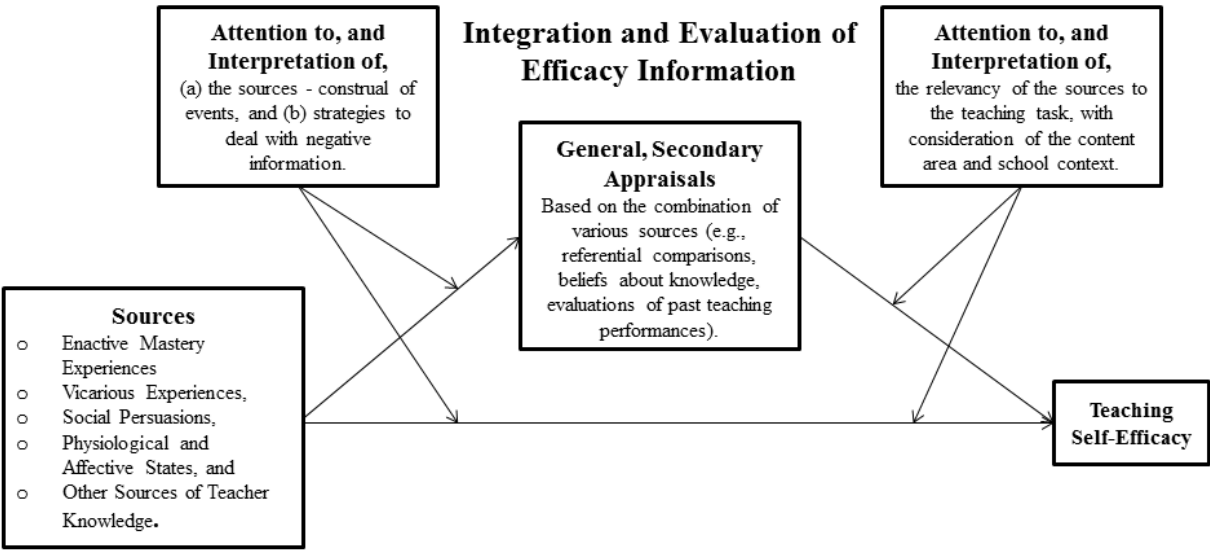 Integration and Evaluation of
Efficacy Information
Attention to, and
Interpretation of,
(a) the sources - construal of
events, and (b) strategies to
deal with negative
information.
General, Secondary
Appraisals
Based on the combination of
various sources (e.g.,
referential comparisons,
beliefs about knowledge,
evaluations of past teaching
performances).
Attention to, and
Interpretation of,
the relevancy of the sources to
the teaching task, with
consideration of the content
area and school context.
Sources
o Enactive Mastery
Experiences
o Vicarious Experiences,
o Social Persuasions,
o Physiological and
Affective States, and
o Other Sources of Teacher
Knowledge.
Teaching
Self-Efficacy